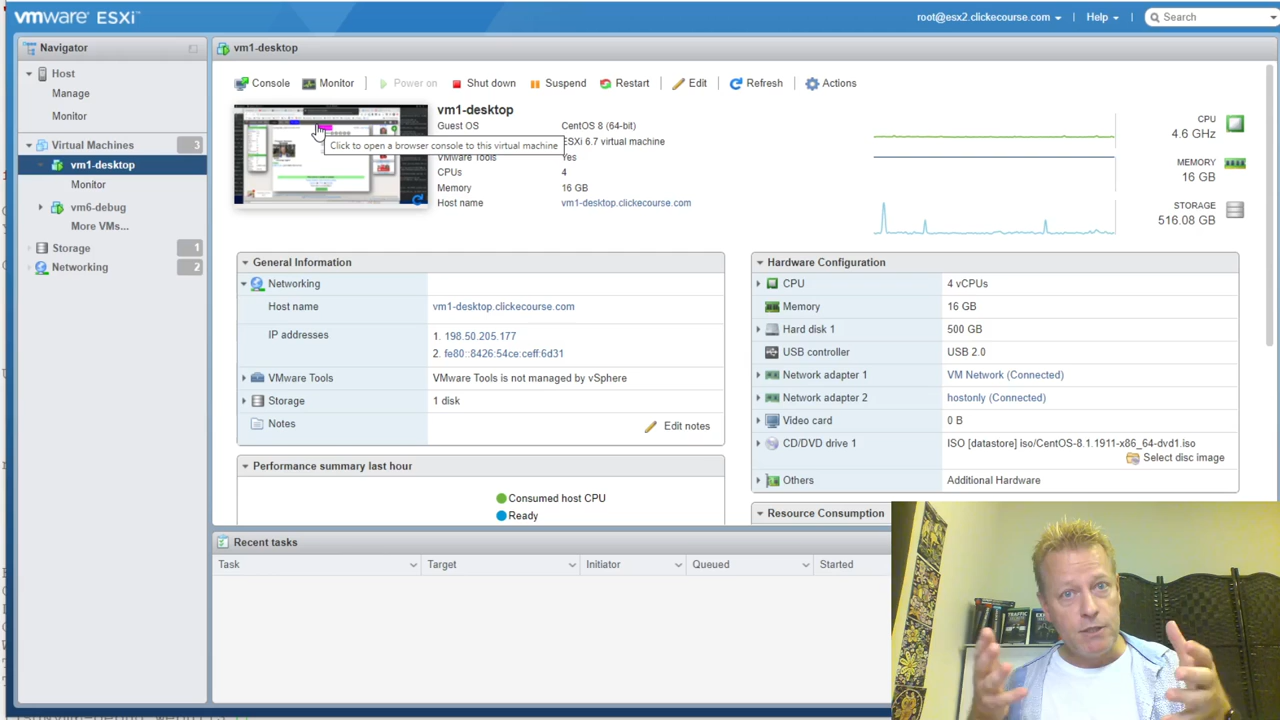 vmware ESXi
root@esx2.clickecourse.com
Help
Search
Navigator
vm1-desktop
Host
Manage
Monitor
Virtual Machines
3
vm1-desktop
Monitor
vm6-debug
More VMs...
Storage
1
Networking
2
Console
Monitor
Power on
Shut down
Suspend
Restart
Edit
Refresh
Actions
vm1-desktop
Guest OS
CentOS 8 (64-bit)
Click to open a browser console to this virtual machine
ESXi 6.7 virtual machine
VMware Tools
Yes
CPUs
4
Memory
16 GB
Host name
vm1-desktop.clickecourse.com
CPU
4.6 GHz
MEMORY
16 GB
STORAGE
516.08 GB
General Information
Networking
Host name
vm1-desktop.clickecourse.com
IP addresses
1. 198.50.205.177
2. fe80::8426:54ce:ceff:6d31
VMware Tools
VMware Tools is not managed by vSphere
Storage
1 disk
Notes
Edit notes
Performance summary last hour
Consumed host CPU
Ready
Hardware Configuration
CPU
4 vCPUs
Memory
16 GB
Hard disk 1
500 GB
USB controller
USB 2.0
Network adapter 1
VM Network (Connected)
Network adapter 2
hostonly (Connected)
Video card
0 B
CD/DVD drive 1
ISO [datastore] iso/CentOS-8.1.1911-x86_64-dvd1.iso
Select disc image
Others
Additional Hardware
Resource Consumption
Recent tasks
Task
Target
Initiator
Queued
Started
TRAFFIC